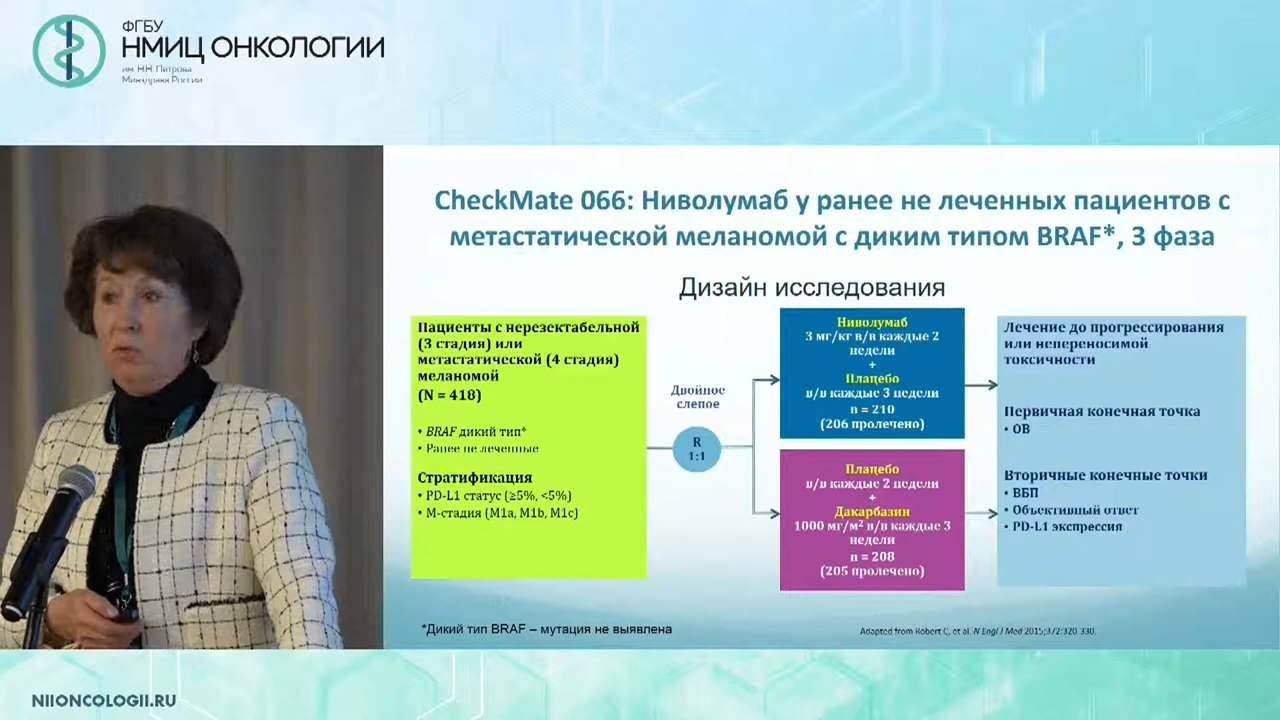 ФГБУ
НМИЦ ОНКОЛОГИИ
им. Н.Н. Петрова
Минздрава России
CheckMate 066: Ниволумаб у ранее не леченных пациентов с
метастатической меланомой с диким типом BRAF*, 3 фаза
Дизайн исследования
Пациенты с нерезектабельной
(3 стадия) или
метастатической (4 стадия)
меланомой
(N = 418)
• BRAF дикий тип*
• Ранее не леченные
Стратификация
• PD-L1 статус (≥5%, <5%)
• М-стадия (M1a, M1b, M1c)
Двойное
слепое
R
1:1
Ниволумаб
3 мг/кг в/в каждые 2
недели
+
Плацебо
в/в каждые 3 недели
n = 210
(206 пролечено)
Плацебо
в/в каждые 2 недели
+
Дакарбазин
1000 мг/м² в/в каждые 3
недели
n = 208
(205 пролечено)
Лечение до прогрессирования
или непереносимой
токсичности
Первичная конечная точка
• ОВ
Вторичные конечные точки
• ВБП
• Объективный ответ
• PD-L1 экспрессия
*Дикий тип BRAF – мутация не выявлена
Adapted from Robert C, et al. N Engl J Med 2015;372:320-330.
NIIONCOLOGII.RU